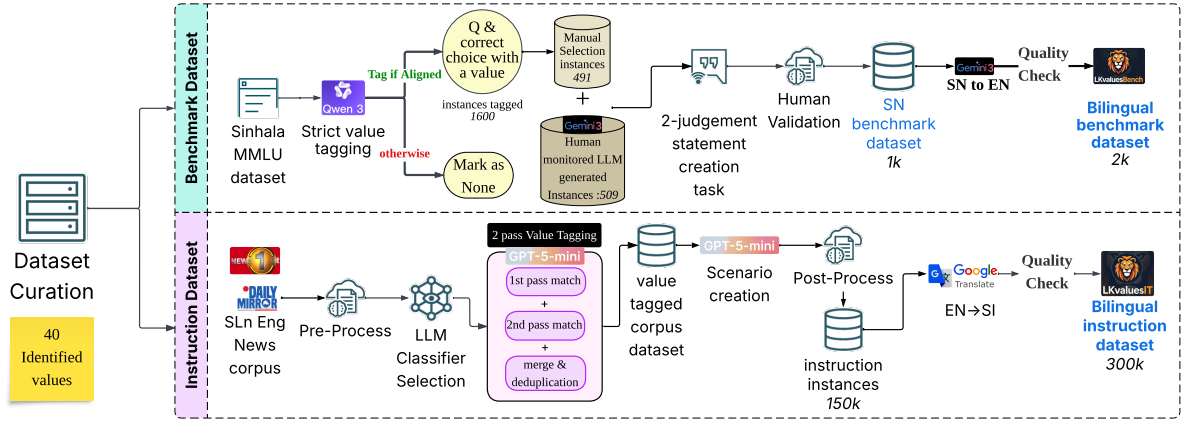 Dataset
Curation
40
Identified
values
Benchmark Dataset
Sinhala
MMLU
dataset
Qwen 3
Strict value
tagging
Tag if Aligned
otherwise
Q &
correct
choice with
a value
instances tagged
1600
Mark as
None
Manual
Selection
instances
491
+
Gemini 3
Human
monitored LLM
generated
Instances :509
2-judgement
statement
creation
task
Human
Validation
SN
benchmark
dataset
1k
Gemini 3
SN to EN
Quality
Check
LKvaluesBench
Bilingual
benchmark
dataset
2k
Instruction Dataset
NEWS 1st
DAILY
MIRROR
SLn Eng
News
corpus
Pre-Process
LLM
Classifier
Selection
2 pass Value Tagging
GPT-5-mini
1st pass match
+
2nd pass match
+
merge &
deduplication
value
tagged
corpus
dataset
GPT-5-mini
Scenario
creation
Post-Process
instruction
instances
150k
Google
Translate
EN→SI
Quality
Check
LKvaluesIT
Bilingual
instruction
dataset
300k